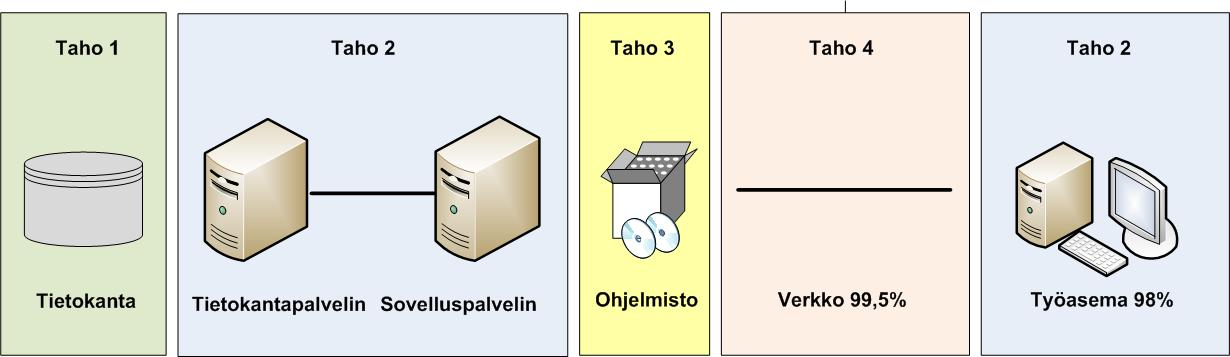 Taho 1
Taho 2
Taho 3
Taho 4
Taho 2
Tietokanta
Tietokantapalvelin
Sovelluspalvelin
Ohjelmisto
Verkko 99,5%
Työasema 98%